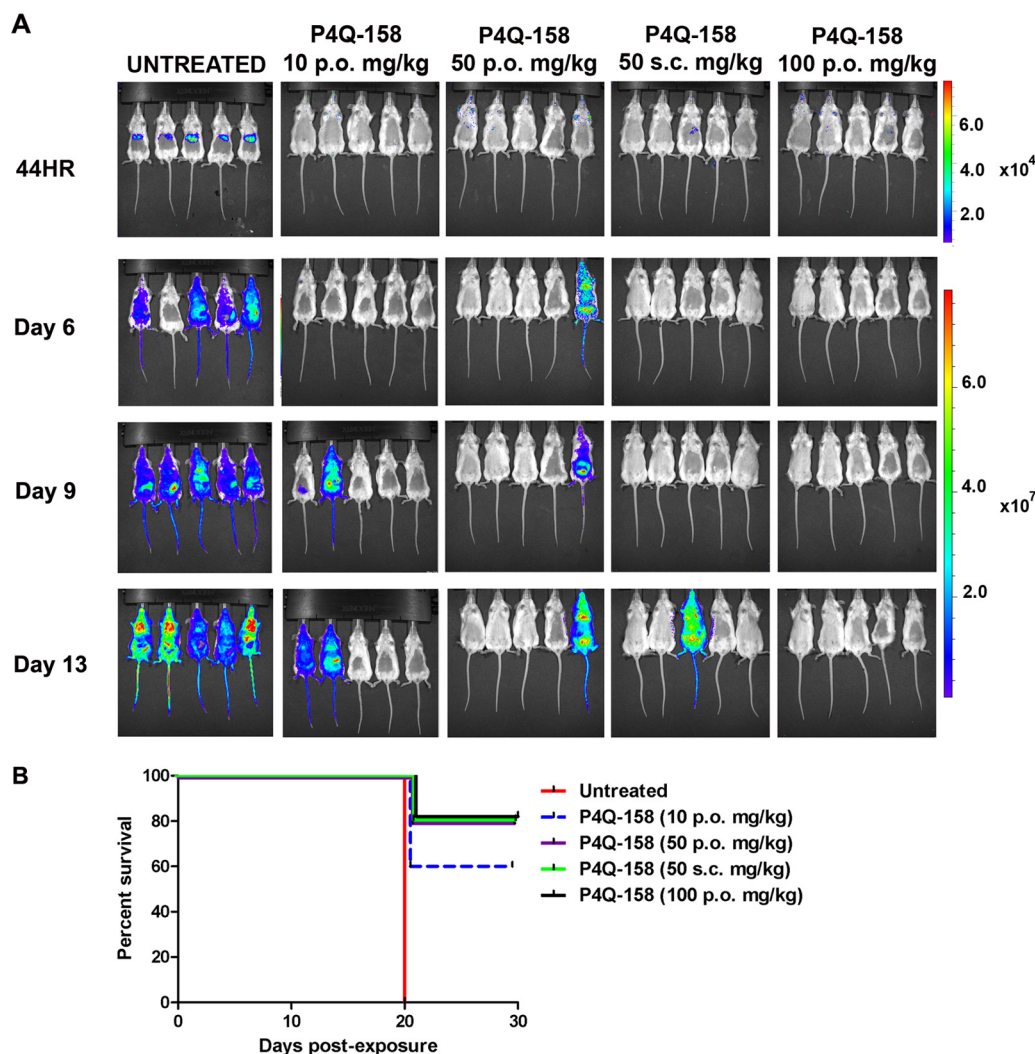 A
UNTREATED
P4Q-158
10 p.o. mg/kg
P4Q-158
50 p.o. mg/kg
P4Q-158
50 s.c. mg/kg
P4Q-158
100 p.o. mg/kg
44HR
6.0
4.0
2.0
x10⁴
Day 6
Day 9
Day 13
6.0
4.0
2.0
x10⁷
B
Percent survival
100
80
60
40
20
0
0
10
20
30
Days post-exposure
Untreated
P4Q-158 (10 p.o. mg/kg)
P4Q-158 (50 p.o. mg/kg)
P4Q-158 (50 s.c. mg/kg)
P4Q-158 (100 p.o. mg/kg)